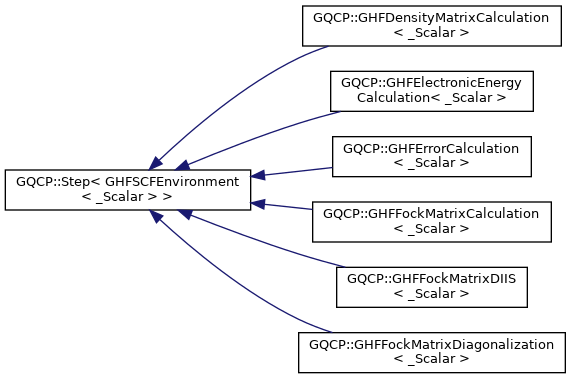 GQCP::GHFDensityMatrixCalculation
< _Scalar >
GQCP::GHFElectronicEnergy
Calculation< _Scalar >
GQCP::GHFErrorCalculation
< _Scalar >
GQCP::Step< GHFSCFEnvironment
< _Scalar > >
GQCP::GHFFockMatrixCalculation
< _Scalar >
GQCP::GHFFockMatrixDIIS
< _Scalar >
GQCP::GHFFockMatrixDiagonalization
< _Scalar >